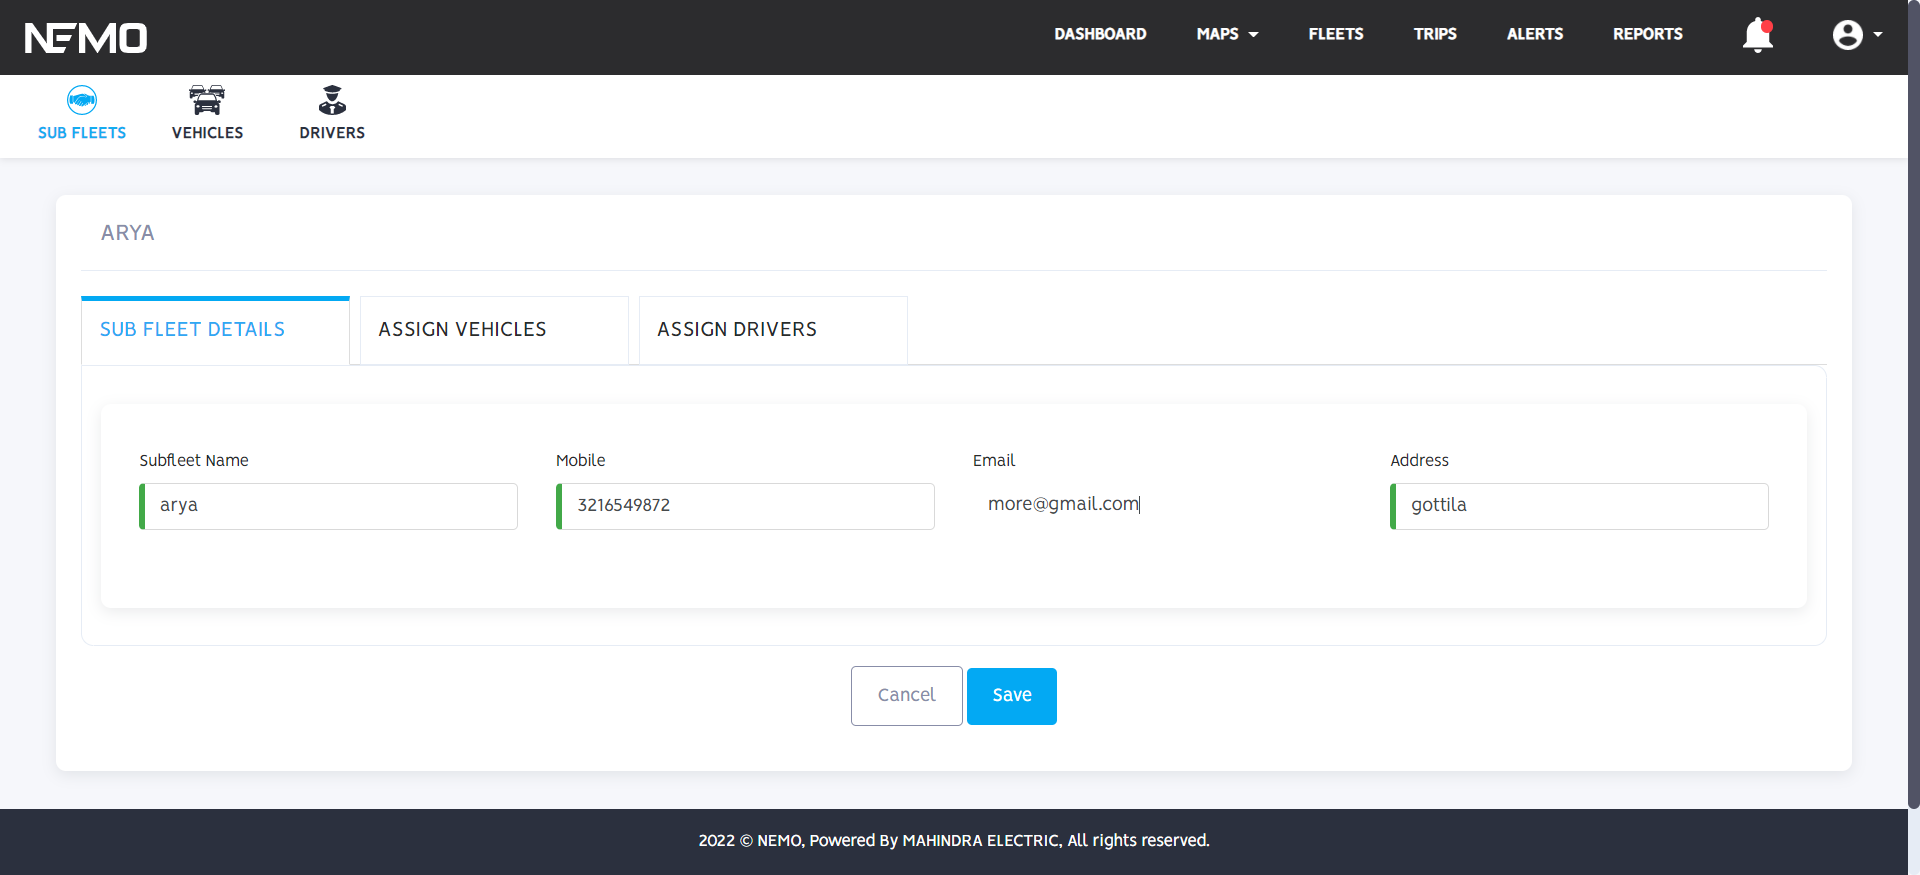 NEMO
DASHBOARD MAPS FLEETS TRIPS ALERTS REPORTS
SUB FLEETS VEHICLES DRIVERS
ARYA
SUB FLEET DETAILS ASSIGN VEHICLES ASSIGN DRIVERS
Subfleet Name Mobile Email Address
arya 3216549872 more@gmail.com gottila
Cancel Save
2022 © NEMO, Powered By MAHINDRA ELECTRIC, All rights reserved.